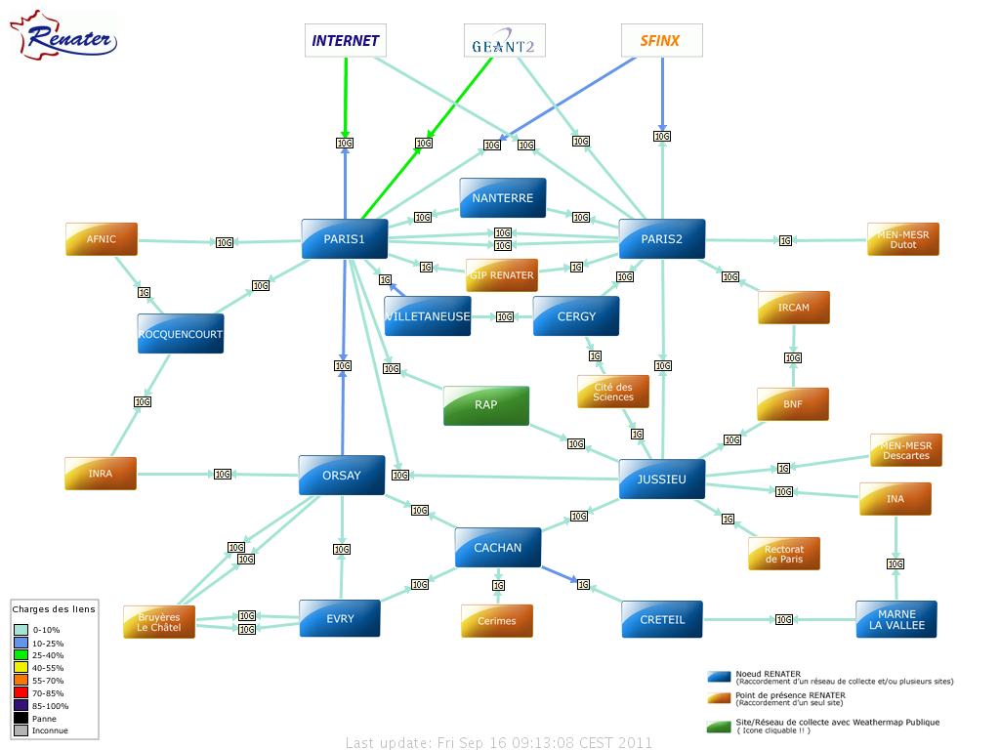 Renater
INTERNET
GEANT2
SFINX
10G
10G
10G
10G
10G
10G
NANTERRE
10G
10G
AFNIC
10G
PARIS1
10G
10G
PARIS2
1G
MEN-MESR
Dutot
1G
GIP RENATER
1G
10G
10G
1G
10G
1G
VILLETANEUSE
10G
CERGY
IRCAM
ROCQUENCOURT
1G
10G
10G
10G
10G
Cité des
Sciences
10G
RAP
BNF
1G
10G
10G
MEN-MESR
Descartes
INRA
10G
ORSAY
10G
JUSSIEU
1G
10G
INA
10G
10G
1G
CACHAN
10G
10G
10G
Rectorat
de Paris
10G
10G
1G
1G
Bruyères
Le Châtel
10G
10G
EVRY
Cerimes
CRETEIL
10G
MARNE
LA VALLEE
Charges des liens
0-10%
10-25%
25-40%
40-55%
55-70%
70-85%
85-100%
Panne
Inconnue
Noeud RENATER
(Raccordement d'un réseau de collecte et/ou plusieurs sites)
Point de présence RENATER
(Raccordement d'un seul site)
Site/Réseau de collecte avec Weathermap Publique
( Icone cliquable !! )
Last update: Fri Sep 16 09:13:08 CEST 2011